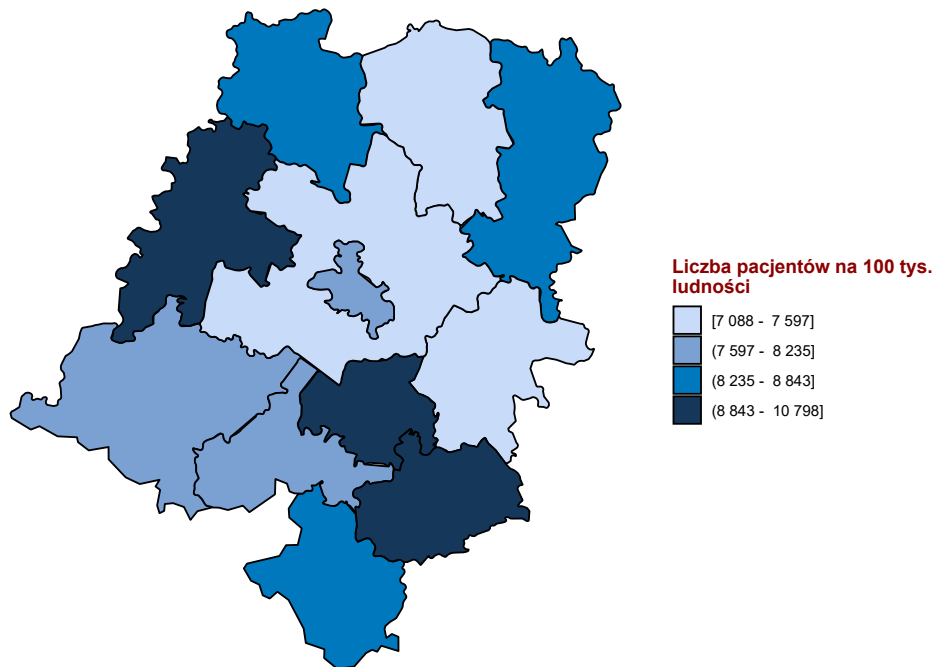 Liczba pacjentów na 100 tys.
ludności
[7 088 - 7 597]
(7 597 - 8 235]
(8 235 - 8 843]
(8 843 - 10 798]